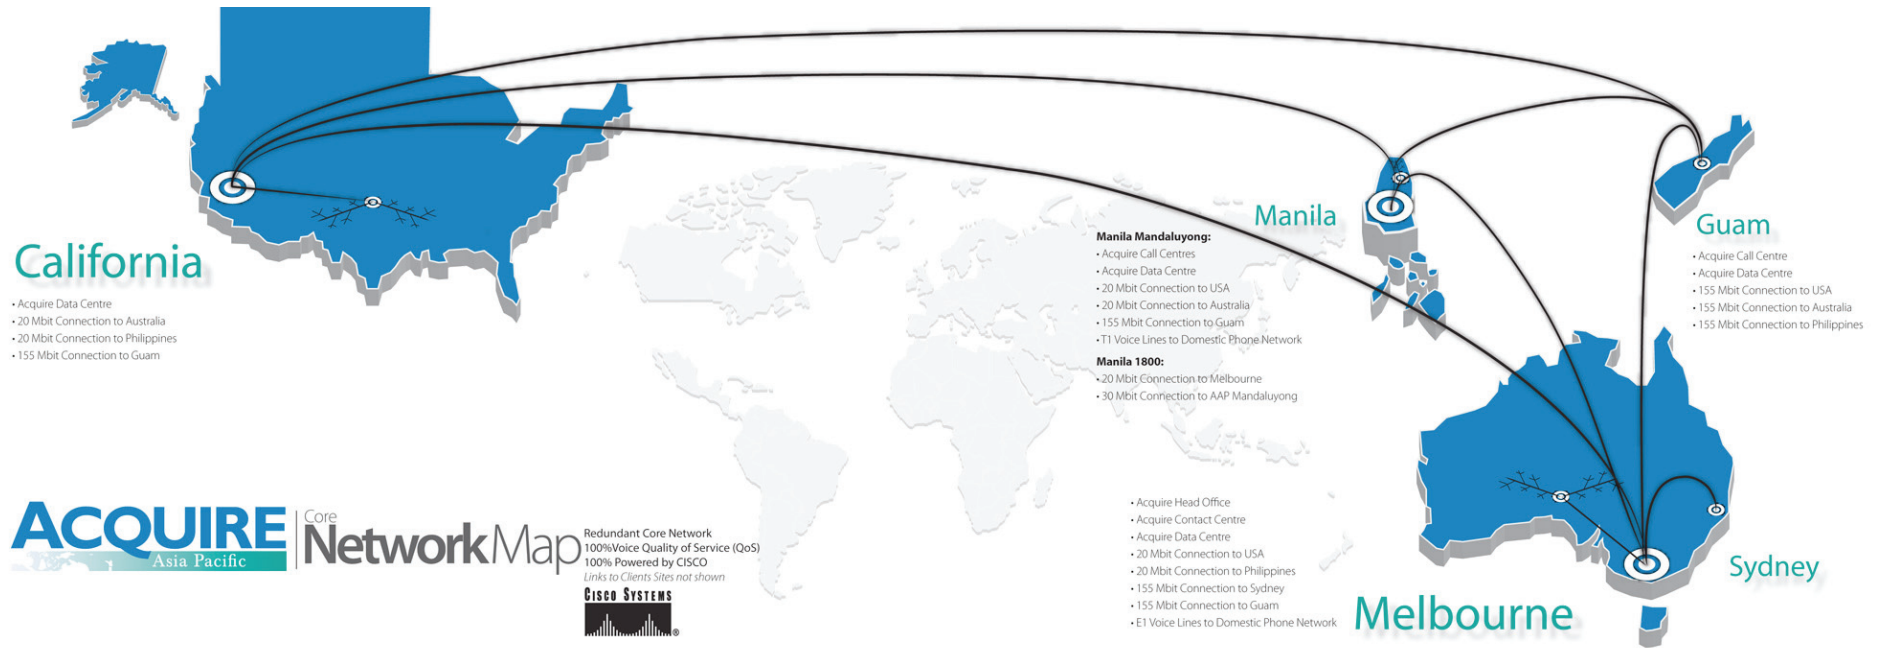 California
• Acquire Data Centre
• 20 Mbit Connection to Australia
• 20 Mbit Connection to Philippines
• 155 Mbit Connection to Guam
Manila
Manila Mandaluyong:
• Acquire Call Centres
• Acquire Data Centre
• 20 Mbit Connection to USA
• 20 Mbit Connection to Australia
• 155 Mbit Connection to Guam
• T1 Voice Lines to Domestic Phone Network
Manila 1800:
• 20 Mbit Connection to Melbourne
• 30 Mbit Connection to AAP Mandaluyong
Guam
• Acquire Call Centre
• Acquire Data Centre
• 155 Mbit Connection to USA
• 155 Mbit Connection to Australia
• 155 Mbit Connection to Philippines
ACQUIRE
Asia Pacific
Core
NetworkMap
Redundant Core Network
100%Voice Quality of Service (QoS)
100% Powered by CISCO
Links to Clients Sites not shown
CISCO SYSTEMS
®
• Acquire Head Office
• Acquire Contact Centre
• Acquire Data Centre
• 20 Mbit Connection to USA
• 20 Mbit Connection to Philippines
• 155 Mbit Connection to Sydney
• 155 Mbit Connection to Guam
• E1 Voice Lines to Domestic Phone Network
Melbourne
Sydney